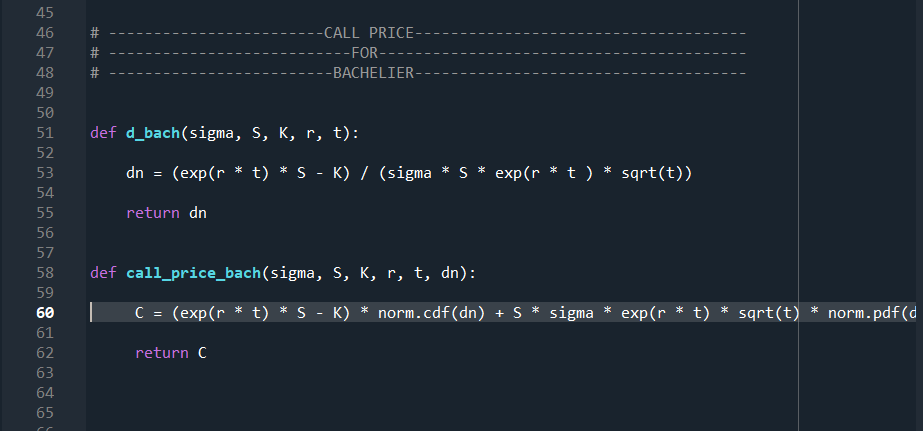 45
46 # ------------------------CALL PRICE-------------------------------------
47 # ---------------------------FOR-----------------------------------------
48 # -------------------------BACHELIER-------------------------------------
49
50
51 def d_bach(sigma, S, K, r, t):
52
53     dn = (exp(r * t) * S - K) / (sigma * S * exp(r * t ) * sqrt(t))
54
55     return dn
56
57
58 def call_price_bach(sigma, S, K, r, t, dn):
59
60      C = (exp(r * t) * S - K) * norm.cdf(dn) + S * sigma * exp(r * t) * sqrt(t) * norm.pdf(d
61
62      return C
63
64
65